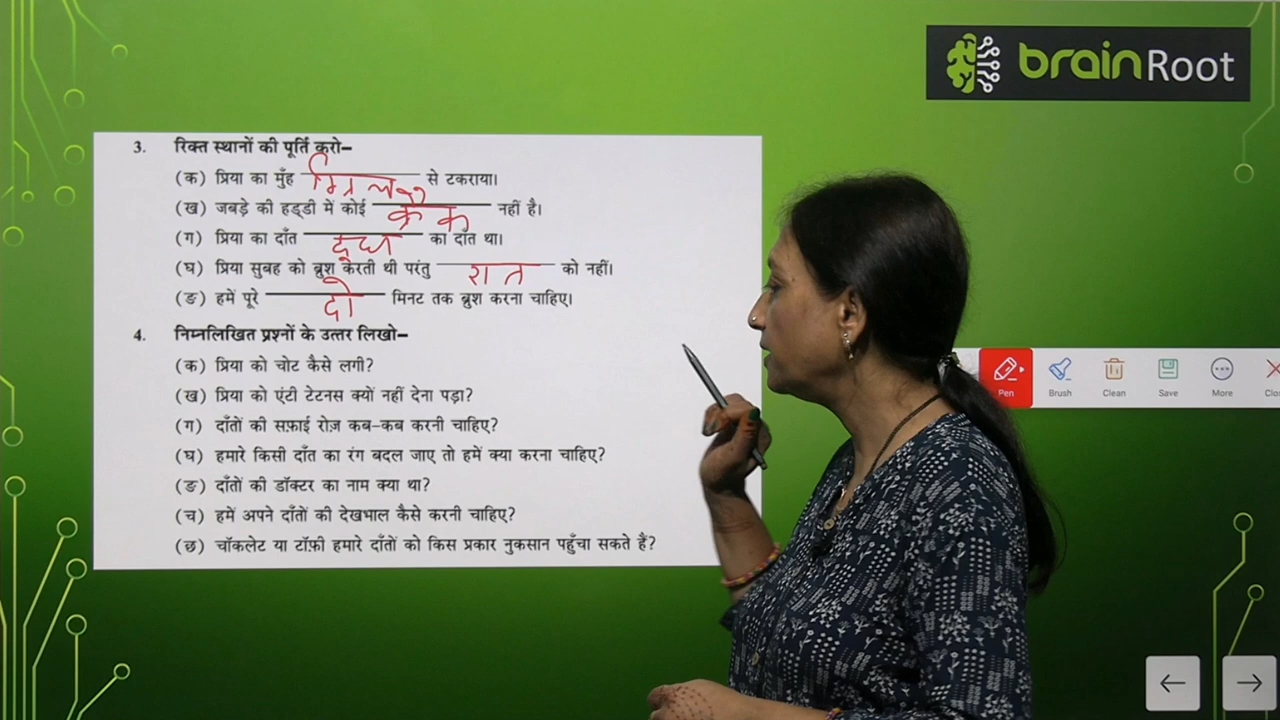 brainRoot
3. रिक्त स्थानों की पूर्ति करो–
(क) प्रिया का मुँह ग्रिल से टकराया।
(ख) जबड़े की हड्डी में कोई क्रैक नहीं है।
(ग) प्रिया का दाँत दूध का दाँत था।
(घ) प्रिया सुबह को ब्रुश करती थी परंतु रात को नहीं।
(ङ) हमें पूरे दो मिनट तक ब्रुश करना चाहिए।
4. निम्नलिखित प्रश्नों के उत्तर लिखो–
(क) प्रिया को चोट कैसे लगी?
(ख) प्रिया को एंटी टेटनस क्यों नहीं देना पड़ा?
(ग) दाँतों की सफ़ाई रोज़ कब-कब करनी चाहिए?
(घ) हमारे किसी दाँत का रंग बदल जाए तो हमें क्या करना चाहिए?
(ङ) दाँतों की डॉक्टर का नाम क्या था?
(च) हमें अपने दाँतों की देखभाल कैसे करनी चाहिए?
(छ) चॉकलेट या टॉफ़ी हमारे दाँतों को किस प्रकार नुकसान पहुँचा सकते हैं?
Pen Brush Clean Save More Clo